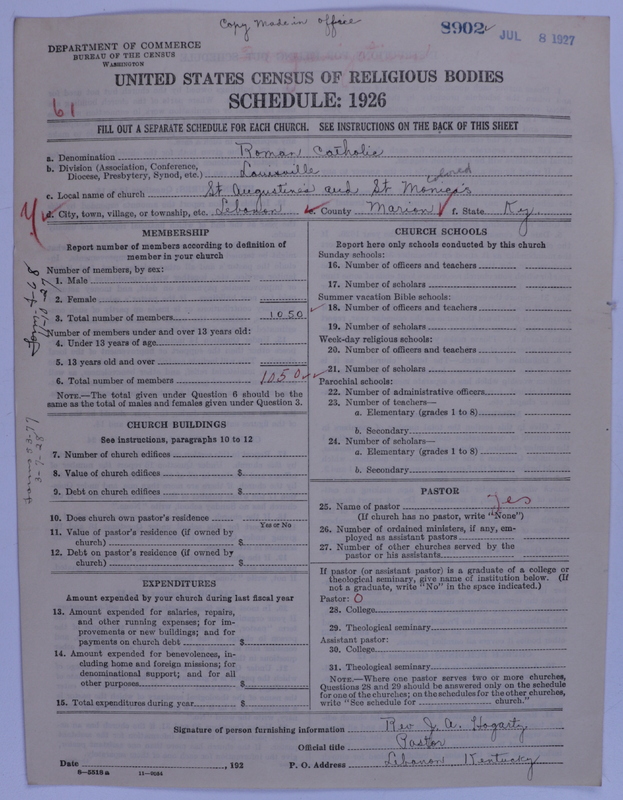 Copy made in office
8902 JUL 8 1927
DEPARTMENT OF COMMERCE
BUREAU OF THE CENSUS
WASHINGTON
UNITED STATES CENSUS OF RELIGIOUS BODIES
SCHEDULE: 1926
61
FILL OUT A SEPARATE SCHEDULE FOR EACH CHURCH. SEE INSTRUCTIONS ON THE BACK OF THIS SHEET
a. Denomination Roman Catholic
b. Division (Association, Conference, Diocese, Presbytery, Synod, etc.) Louisville
colored
c. Local name of church St Augustine's and St Monica's
d. City, town, village, or township, etc. Lebanon e. County Marion f. State Ky
MEMBERSHIP
Report number of members according to definition of
member in your church
Number of members, by sex:
1. Male
2. Female
3. Total number of members 1050
Number of members under and over 13 years old:
4. Under 13 years of age
5. 13 years old and over
6. Total number of members 1050
NOTE.—The total given under Question 6 should be
same as the total of males and females given under Question 3.
CHURCH BUILDINGS
See instructions, paragraphs 10 to 12
7. Number of church edifices
8. Value of church edifices $
9. Debt on church edifices $
10. Does church own pastor's residence
Yes or No
11. Value of pastor's residence (if owned by
church) $
12. Debt on pastor's residence (if owned by
church) $
EXPENDITURES
Amount expended by your church during last fiscal year
13. Amount expended for salaries, repairs,
and other running expenses; for im-
provements or new buildings; and for
payments on church debt $
14. Amount expended for benevolences, in-
cluding home and foreign missions; for
denominational support; and for all
other purposes $
15. Total expenditures during year $
CHURCH SCHOOLS
Report here only schools conducted by this church
Sunday schools:
16. Number of officers and teachers
17. Number of scholars
Summer vacation Bible schools:
18. Number of officers and teachers
19. Number of scholars
Week-day religious schools:
20. Number of officers and teachers
21. Number of scholars
Parochial schools:
22. Number of administrative officers
23. Number of teachers—
a. Elementary (grades 1 to 8)
b. Secondary
24. Number of scholars—
a. Elementary (grades 1 to 8)
b. Secondary
PASTOR
25. Name of pastor yes
(If church has no pastor, write "None")
26. Number of ordained ministers, if any, em-
ployed as assistant pastors
27. Number of other churches served by the
pastor or his assistants
If pastor (or assistant pastor) is a graduate of a college or
theological seminary, give name of institution below. (If
not a graduate, write "No" in the space indicated.)
Pastor: O
28. College
29. Theological seminary
Assistant pastor:
30. College
31. Theological seminary
NOTE.—Where one pastor serves two or more churches,
Questions 28 and 29 should be answered only on the schedule
for one of the churches; on the schedules for the other churches,
write "See schedule for church."
Signature of person furnishing information Rev J. A. Hogarty
Official title Pastor
Date , 192 P. O. Address Lebanon Kentucky
8—5518a 11—9054